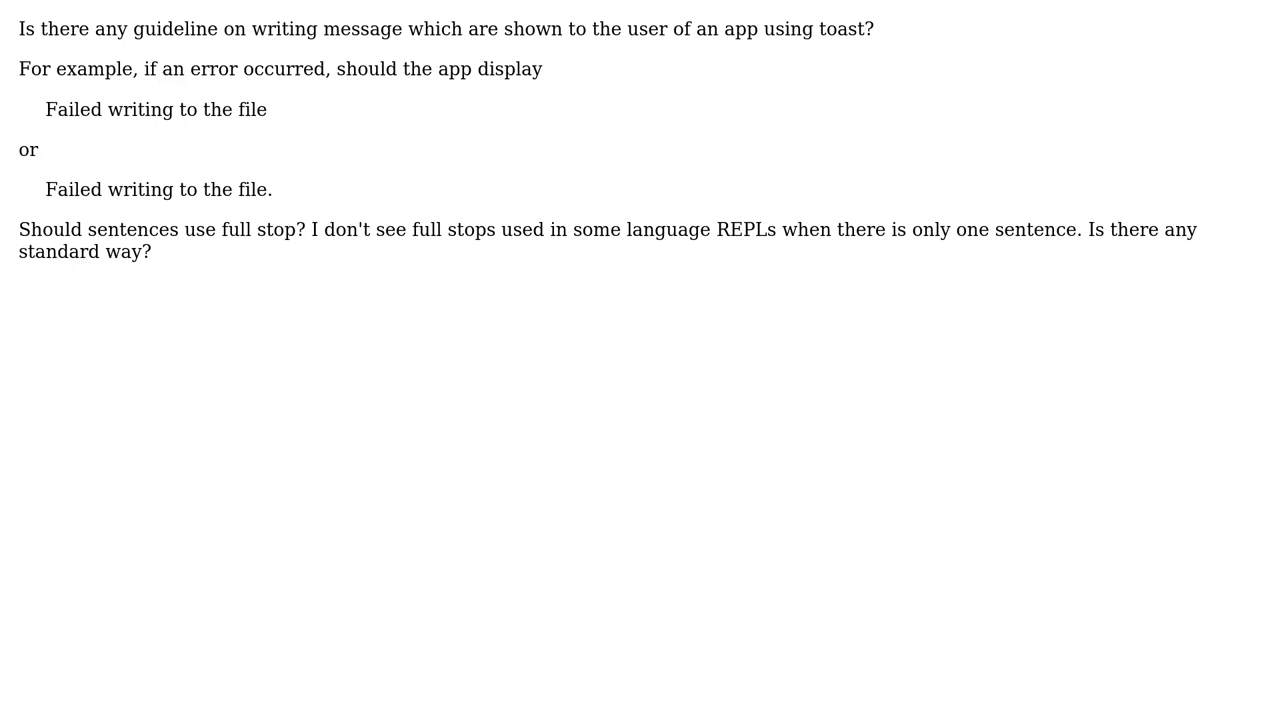 Is there any guideline on writing message which are shown to the user of an app using toast?
For example, if an error occurred, should the app display
Failed writing to the file
or
Failed writing to the file.
Should sentences use full stop? I don't see full stops used in some language REPLs when there is only one sentence. Is there any
standard way?